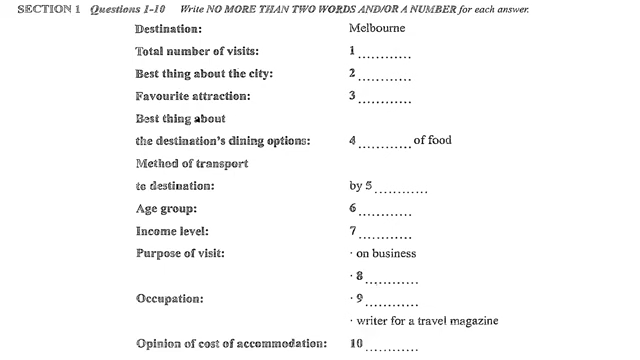 SECTION 1 Questions 1-10 Write NO MORE THAN TWO WORDS AND/OR A NUMBER for each answer.
Destination: Melbourne
Total number of visits: 1 ............
Best thing about the city: 2 ............
Favourite attraction: 3 ............
Best thing about
the destination's dining options: 4 ............ of food
Method of transport
to destination: by 5 ............
Age group: 6 ............
Income level: 7 ............
Purpose of visit: · on business
· 8 ............
Occupation: · 9 ............
· writer for a travel magazine
Opinion of cost of accommodation: 10 ............